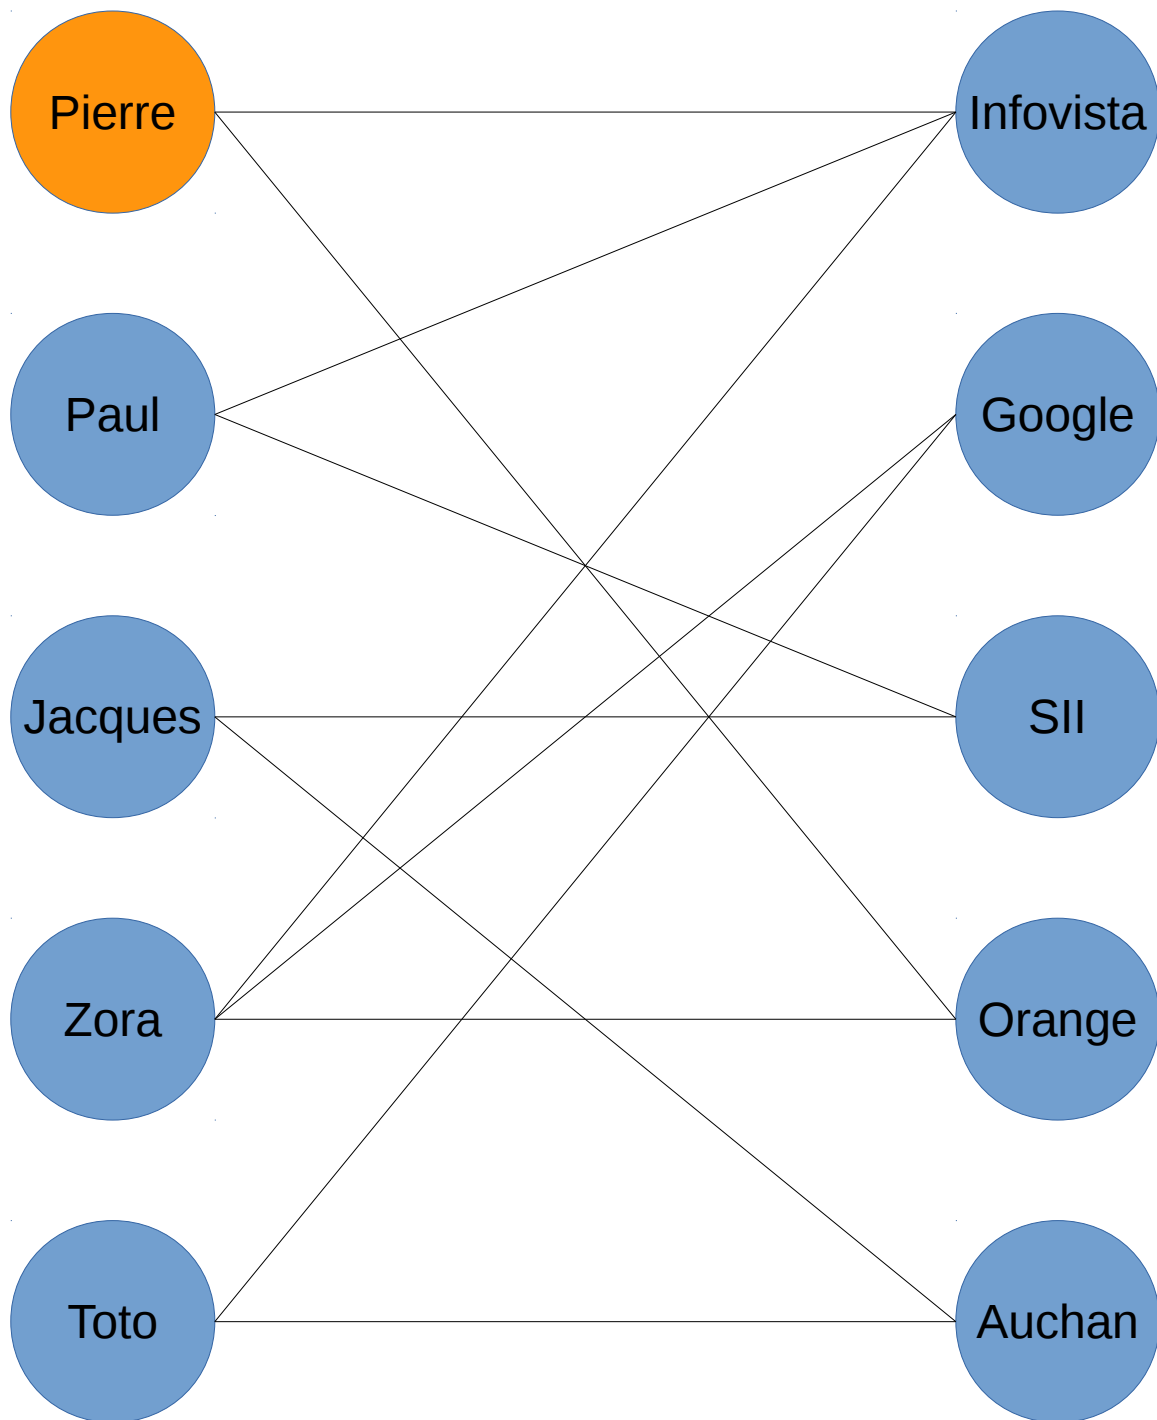 Pierre
Infovista
Paul
Google
Jacques
SII
Zora
Orange
Toto
Auchan